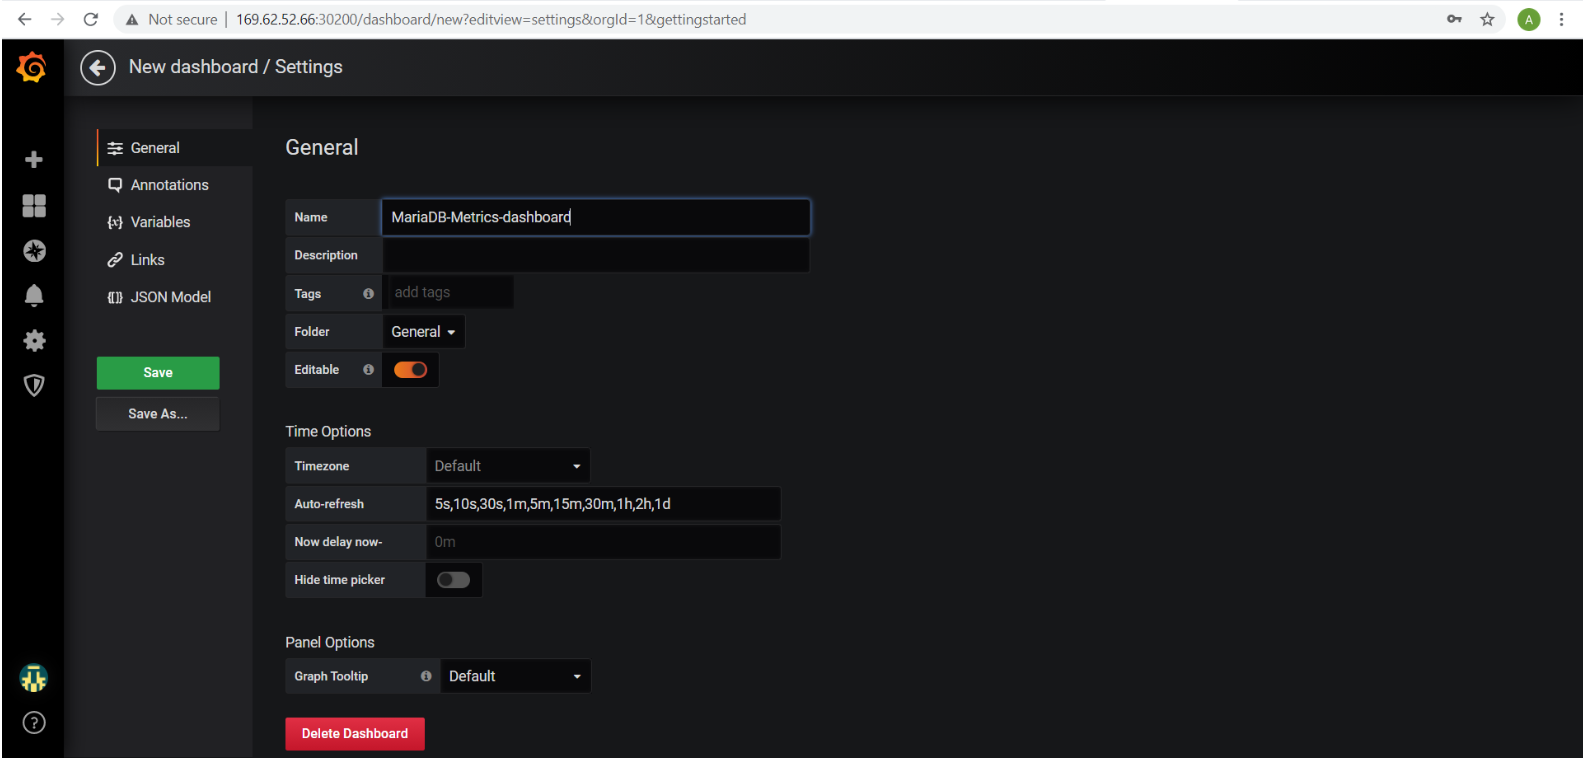 Not secure | 169.62.52.66:30200/dashboard/new?editview=settings&orgId=1&gettingstarted
A
New dashboard / Settings
General
Annotations
{x} Variables
Links
{[]} JSON Model
Save
Save As...
General
Name MariaDB-Metrics-dashboard
Description
Tags add tags
Folder General
Editable
Time Options
Timezone Default
Auto-refresh 5s,10s,30s,1m,5m,15m,30m,1h,2h,1d
Now delay now- 0m
Hide time picker
Panel Options
Graph Tooltip Default
Delete Dashboard